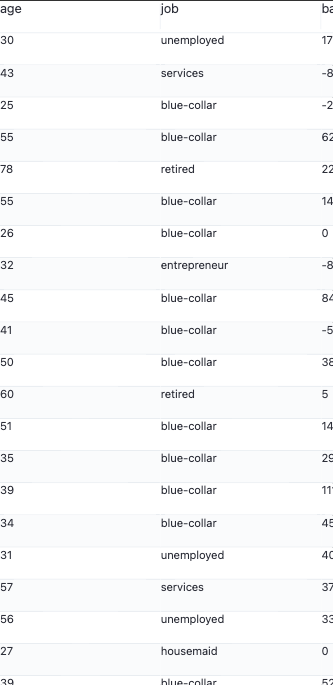 age job ba
30 unemployed 17
43 services -8
25 blue-collar -2
55 blue-collar 62
78 retired 22
55 blue-collar 14
26 blue-collar 0
32 entrepreneur -8
45 blue-collar 84
41 blue-collar -5
50 blue-collar 38
60 retired 5
51 blue-collar 14
35 blue-collar 29
39 blue-collar 11
34 blue-collar 45
31 unemployed 40
57 services 37
56 unemployed 33
27 housemaid 0
39 blue-collar 52